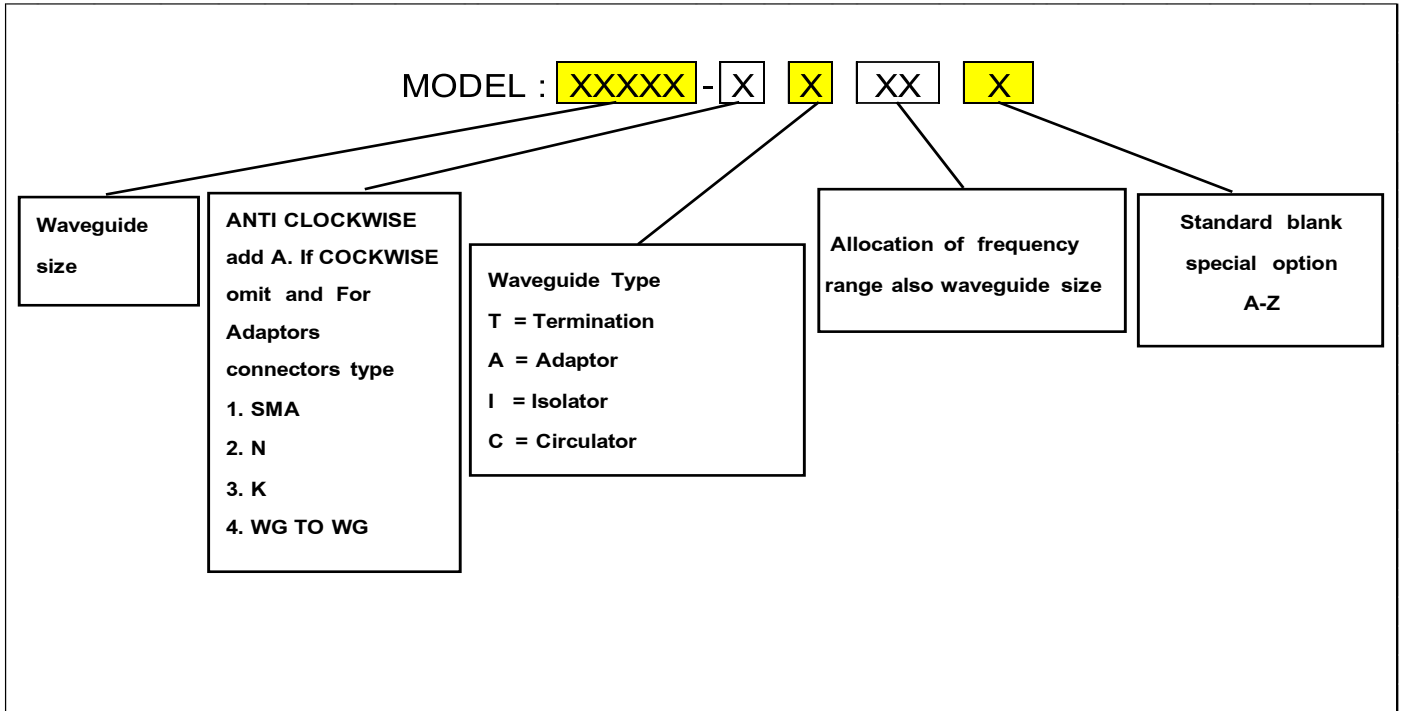 MODEL : XXXXX - X X XX X
Waveguide
size
ANTI CLOCKWISE
add A. If COCKWISE
omit and For
Adaptors
connectors type
1. SMA
2. N
3. K
4. WG TO WG
Waveguide Type
T = Termination
A = Adaptor
I = Isolator
C = Circulator
Allocation of frequency
range also waveguide size
Standard blank
special option
A-Z